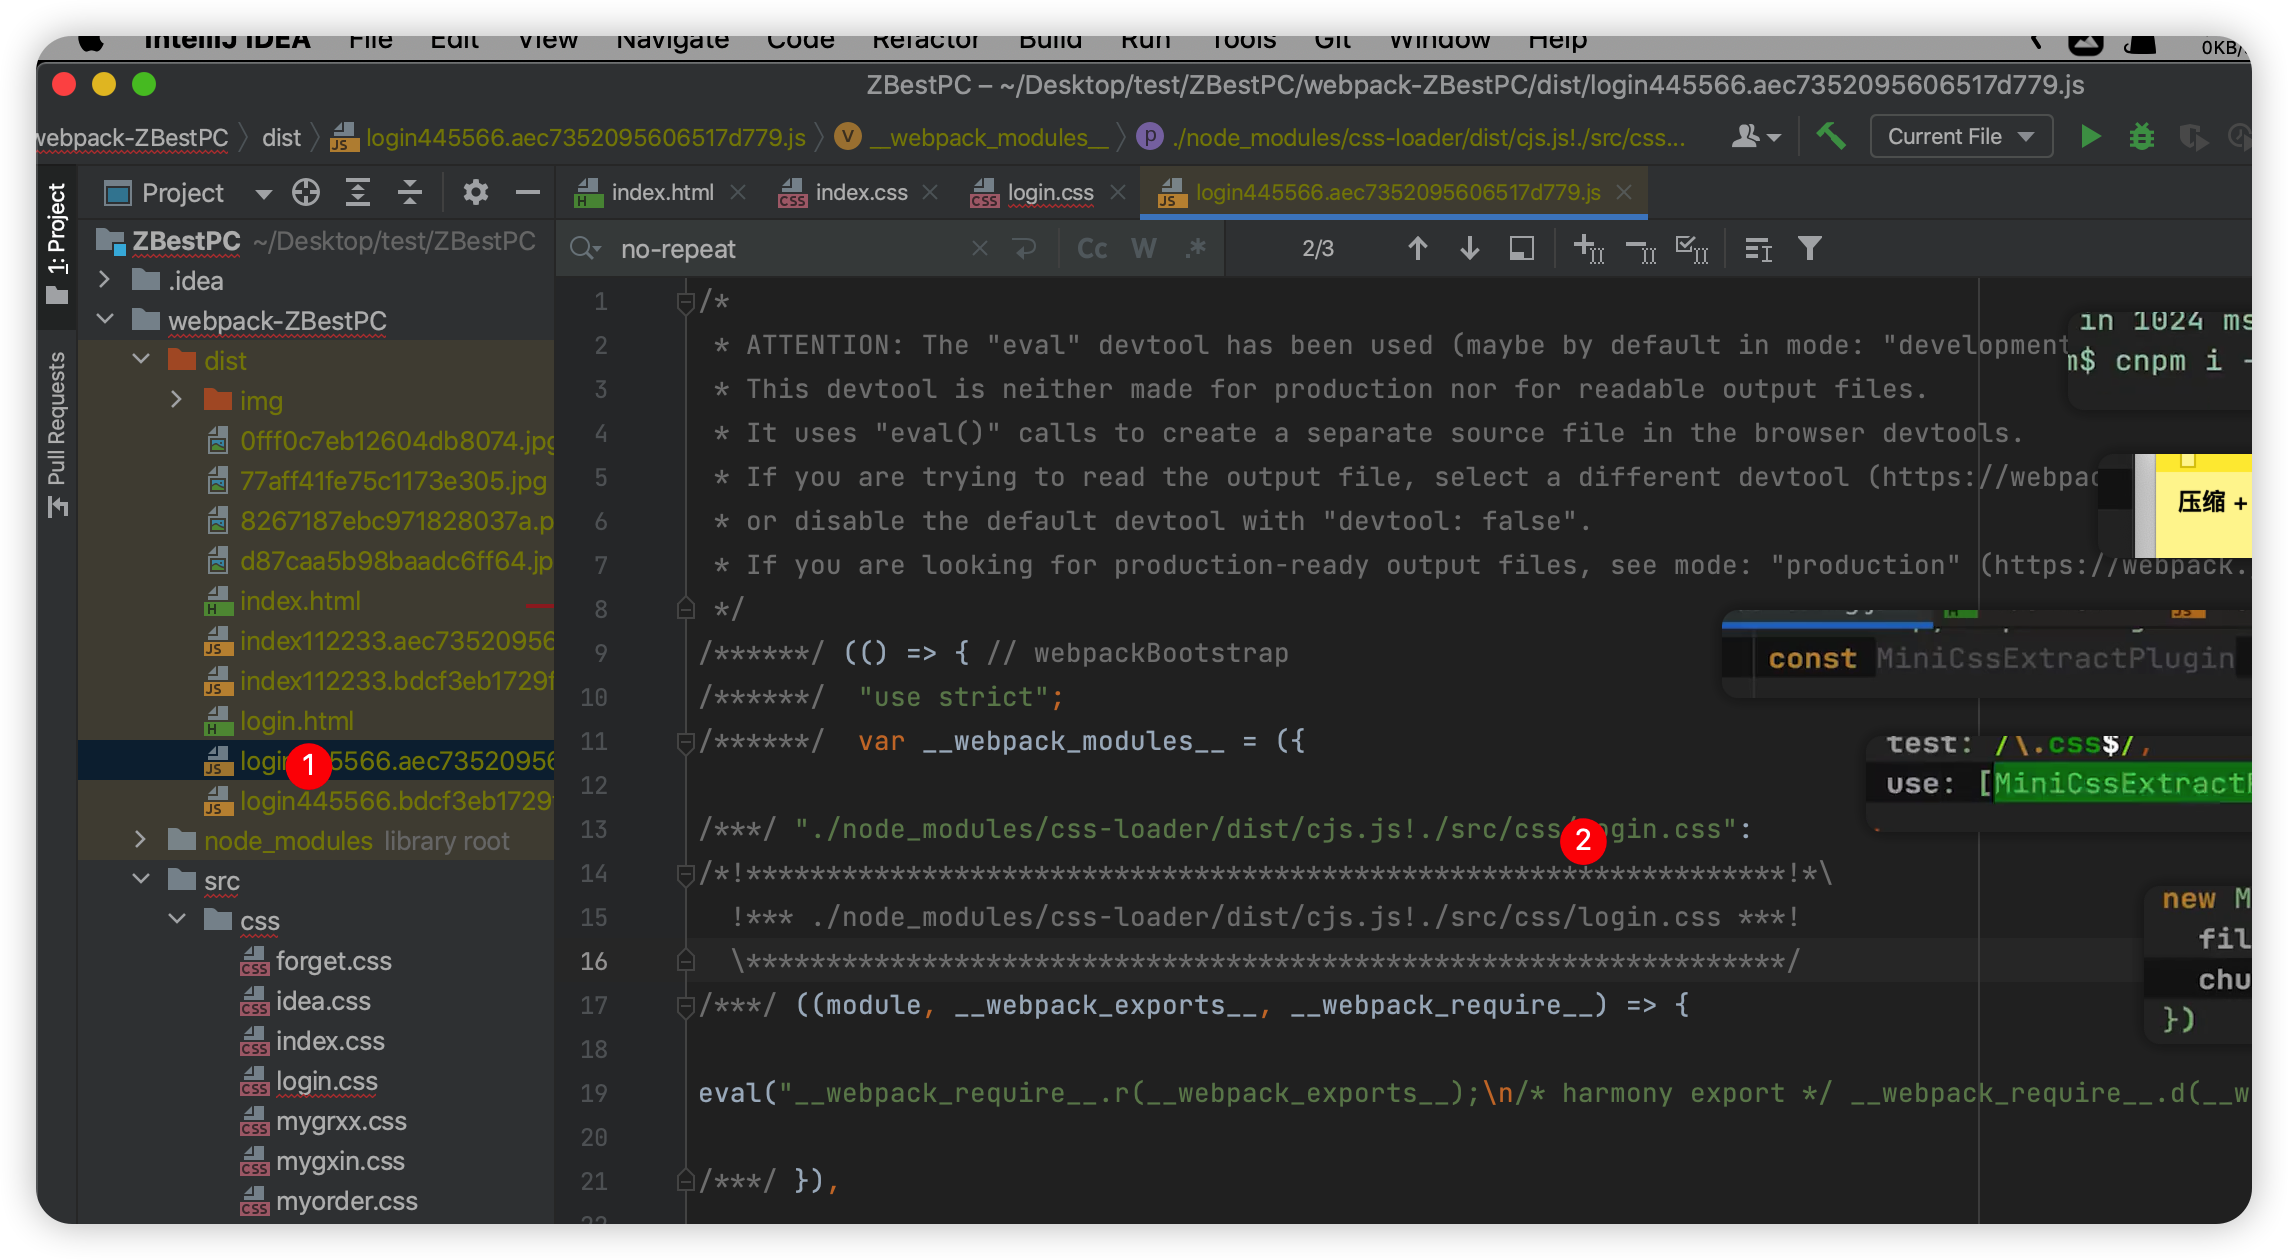 IntelliJ IDEA File Edit View Navigate Code Refactor Build Run Tools Git Window Help
0KB/
ZBestPC – ~/Desktop/test/ZBestPC/webpack-ZBestPC/dist/login445566.aec7352095606517d779.js
webpack-ZBestPC dist JS login445566.aec7352095606517d779.js V __webpack_modules__ p ./node_modules/css-loader/dist/cjs.js!./src/css... Current File
1: Project
Pull Requests
Project
index.html index.css login.css login445566.aec7352095606517d779.js
no-repeat Cc W .* 2/3
ZBestPC ~/Desktop/test/ZBestPC
.idea
webpack-ZBestPC
dist
img
0fff0c7eb12604db8074.jpg
77aff41fe75c1173e305.jpg
8267187ebc971828037a.p
d87caa5b98baadc6ff64.jp
index.html
index112233.aec73520956
index112233.bdcf3eb1729f
login.html
1
5566.aec73520956
login445566.bdcf3eb1729
node_modules library root
src
css
forget.css
idea.css
index.css
login.css
mygrxx.css
mygxin.css
myorder.css
1 /*
2 * ATTENTION: The "eval" devtool has been used (maybe by default in mode: "development
3 * This devtool is neither made for production nor for readable output files.
4 * It uses "eval()" calls to create a separate source file in the browser devtools.
5 * If you are trying to read the output file, select a different devtool (https://webpac
6 * or disable the default devtool with "devtool: false".
7 * If you are looking for production-ready output files, see mode: "production" (https://webpack.
8 */
9 /******/ (() => { // webpackBootstrap
10 /******/ "use strict";
11 /******/ var __webpack_modules__ = ({
12
13 /***/ "./node_modules/css-loader/dist/cjs.js!./src/css/login.css":
2
14 /*!*****************************************************************!*\
15 !*** ./node_modules/css-loader/dist/cjs.js!./src/css/login.css ***!
16 \*****************************************************************/
17 /***/ ((module, __webpack_exports__, __webpack_require__) => {
18
19 eval("__webpack_require__.r(__webpack_exports__);\n/* harmony export */ __webpack_require__.d(__w
20
21 /***/ }),
in 1024 ms
m$ cnpm i -
压缩 +
const MiniCssExtractPlugin
test: /\.css$/,
use: [MiniCssExtract
new M
fil
chu
})